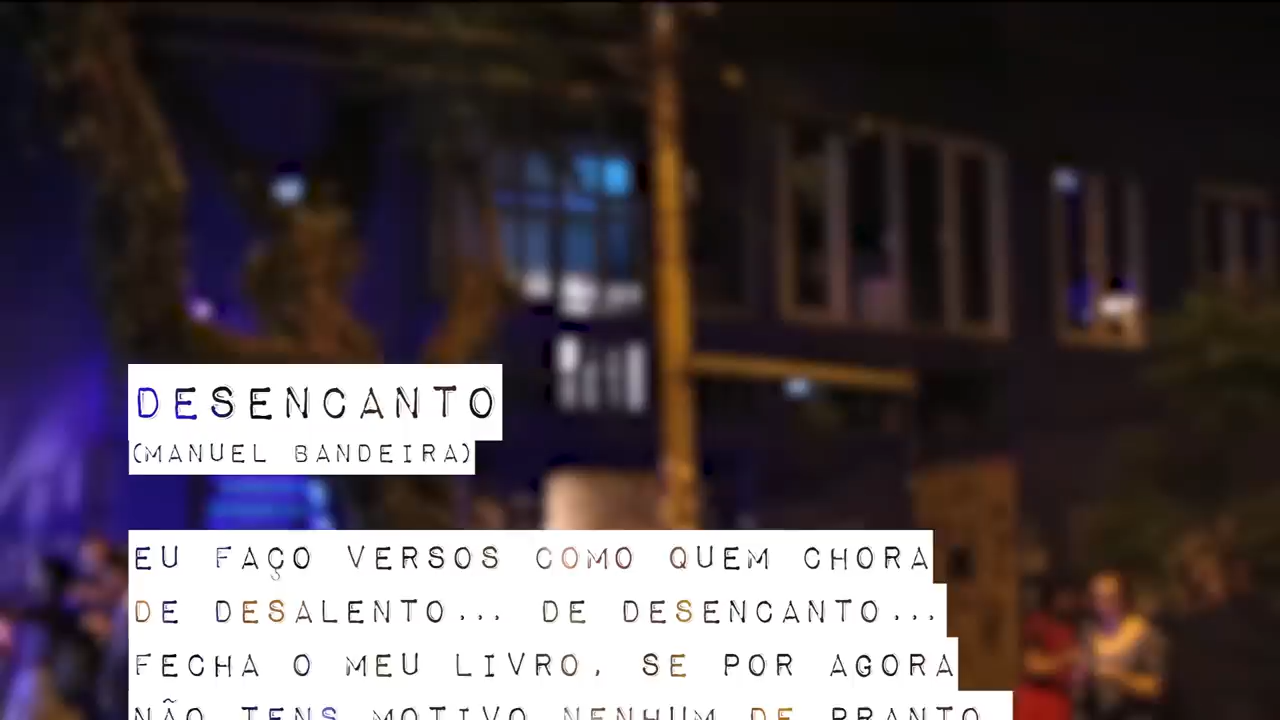 DESENCANTO
(MANUEL BANDEIRA)
EU FAÇO VERSOS COMO QUEM CHORA
DE DESALENTO... DE DESENCANTO...
FECHA O MEU LIVRO, SE POR AGORA
NÃO TENS MOTIVO NENHUM DE PRANTO.